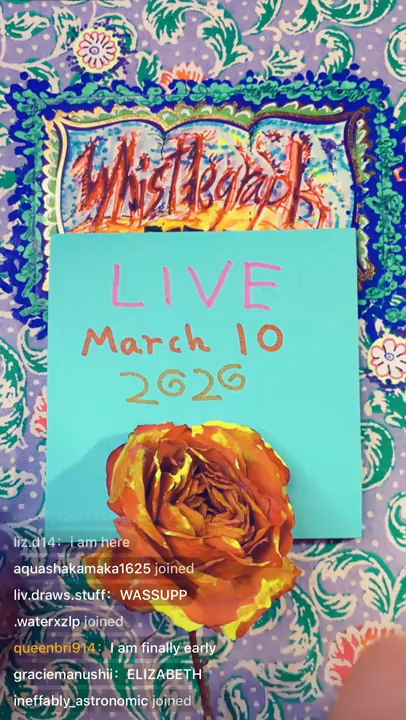 Whistlegraph
LIVE
March 10
2026
liz.d14: i am here
aquashakamaka1625 joined
liv.draws.stuff: WASSUPP
.waterxzlp joined
queenbri914: I am finally early
graciemanushii: ELIZABETH
ineffably_astronomic joined